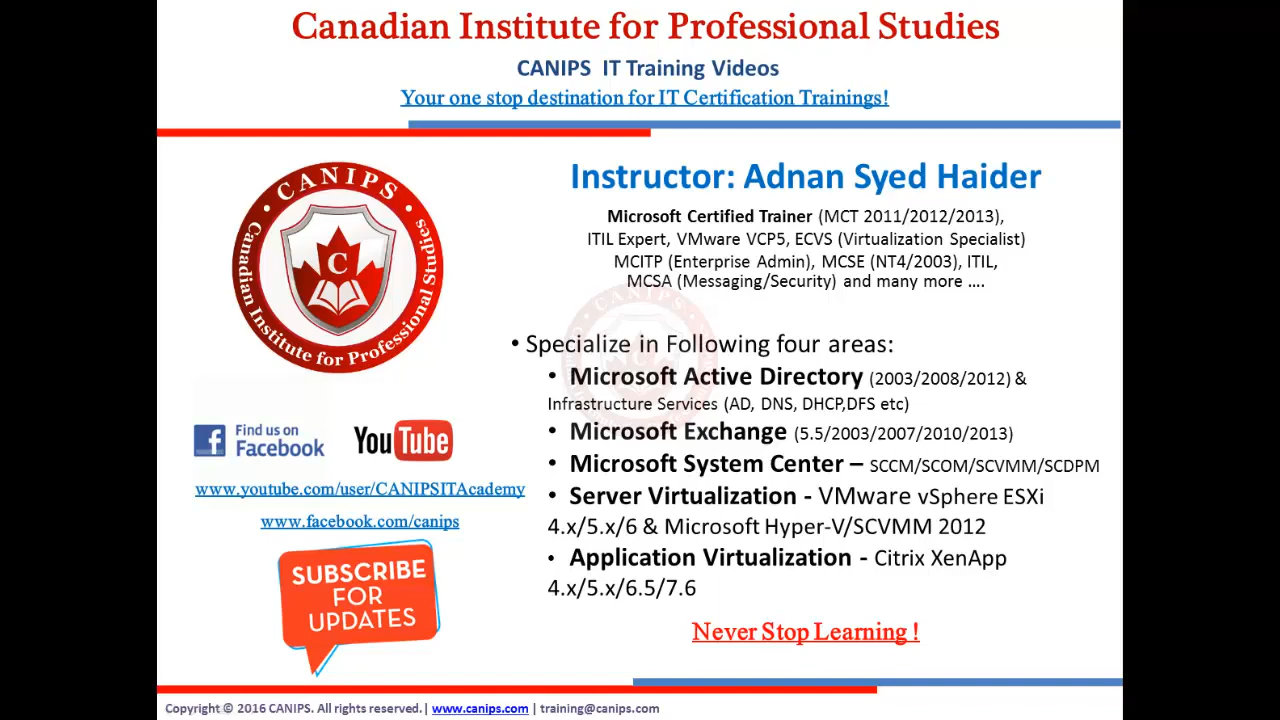 Canadian Institute for Professional Studies
CANIPS IT Training Videos
Your one stop destination for IT Certification Trainings!
CANIPS
Canadian Institute for Professional Studies
C
Find us on
Facebook
YouTube
www.youtube.com/user/CANIPSITAcademy
www.facebook.com/canips
SUBSCRIBE
FOR
UPDATES
Instructor: Adnan Syed Haider
Microsoft Certified Trainer (MCT 2011/2012/2013),
ITIL Expert, VMware VCP5, ECVS (Virtualization Specialist)
MCITP (Enterprise Admin), MCSE (NT4/2003), ITIL,
MCSA (Messaging/Security) and many more ....
• Specialize in Following four areas:
• Microsoft Active Directory (2003/2008/2012) &
Infrastructure Services (AD, DNS, DHCP,DFS etc)
• Microsoft Exchange (5.5/2003/2007/2010/2013)
• Microsoft System Center – SCCM/SCOM/SCVMM/SCDPM
• Server Virtualization - VMware vSphere ESXi
4.x/5.x/6 & Microsoft Hyper-V/SCVMM 2012
• Application Virtualization - Citrix XenApp
4.x/5.x/6.5/7.6
Never Stop Learning !
Copyright © 2016 CANIPS. All rights reserved.| www.canips.com | training@canips.com